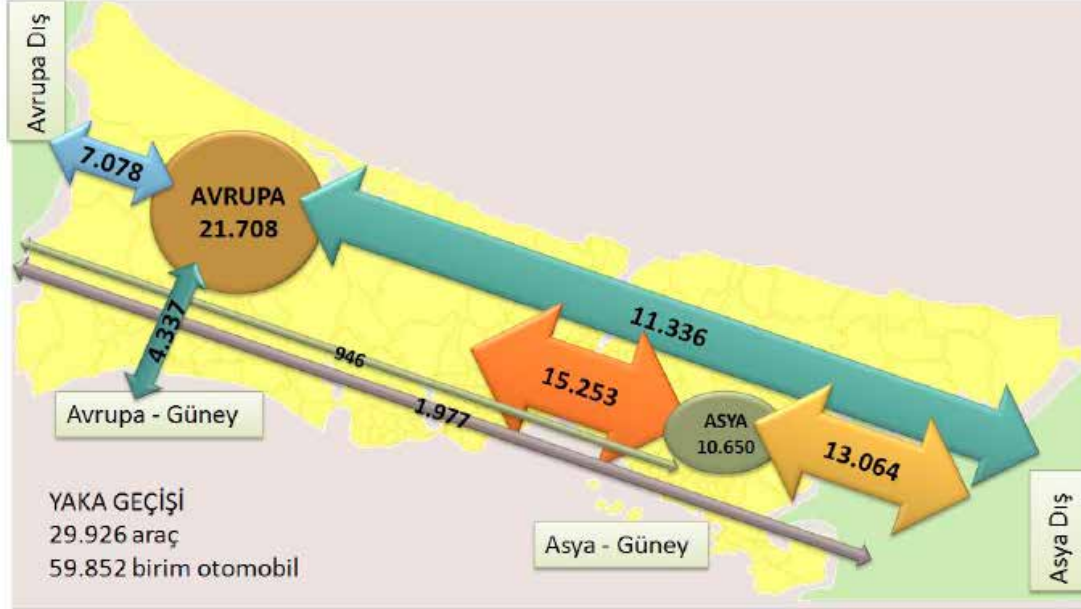 Avrupa Dış
7.078
AVRUPA
21.708
4.337
11.336
946
15.253
1.977
Avrupa - Güney
ASYA
10.650
13.064
YAKA GEÇİŞİ
29.926 araç
59.852 birim otomobil
Asya - Güney
Asya Dış